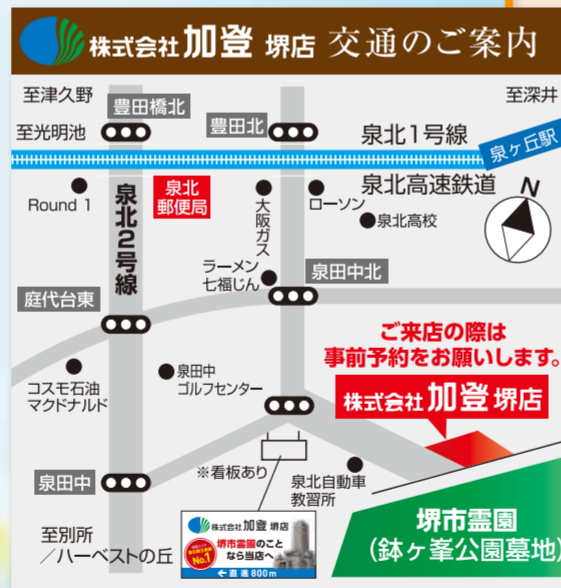 株式会社 加登 堺店 交通のご案内
至津久野
豊田橋北
至深井
至光明池
豊田北
泉北1号線
泉ヶ丘駅
泉北高速鉄道
N
Round 1
泉北2号線
泉北
郵便局
大阪ガス
ローソン
泉北高校
ラーメン
七福じん
泉田中北
庭代台東
ご来店の際は
事前予約をお願いします。
コスモ石油
マクドナルド
泉田中
ゴルフセンター
株式会社 加登 堺店
泉田中
※看板あり
泉北自動車
教習所
堺市霊園
(鉢ヶ峯公園墓地)
至別所
/ハーベストの丘
株式会社 加登 堺店
堺市霊園のこと
なら当店へ
No.1
← 直進800m